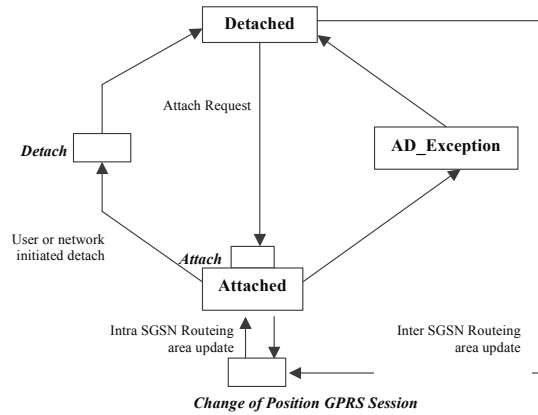 Detached
Attach Request
Detach
AD_Exception
User or network
initiated detach
Attach
Attached
Intra SGSN Routeing
area update
Inter SGSN Routeing
area update
Change of Position GPRS Session